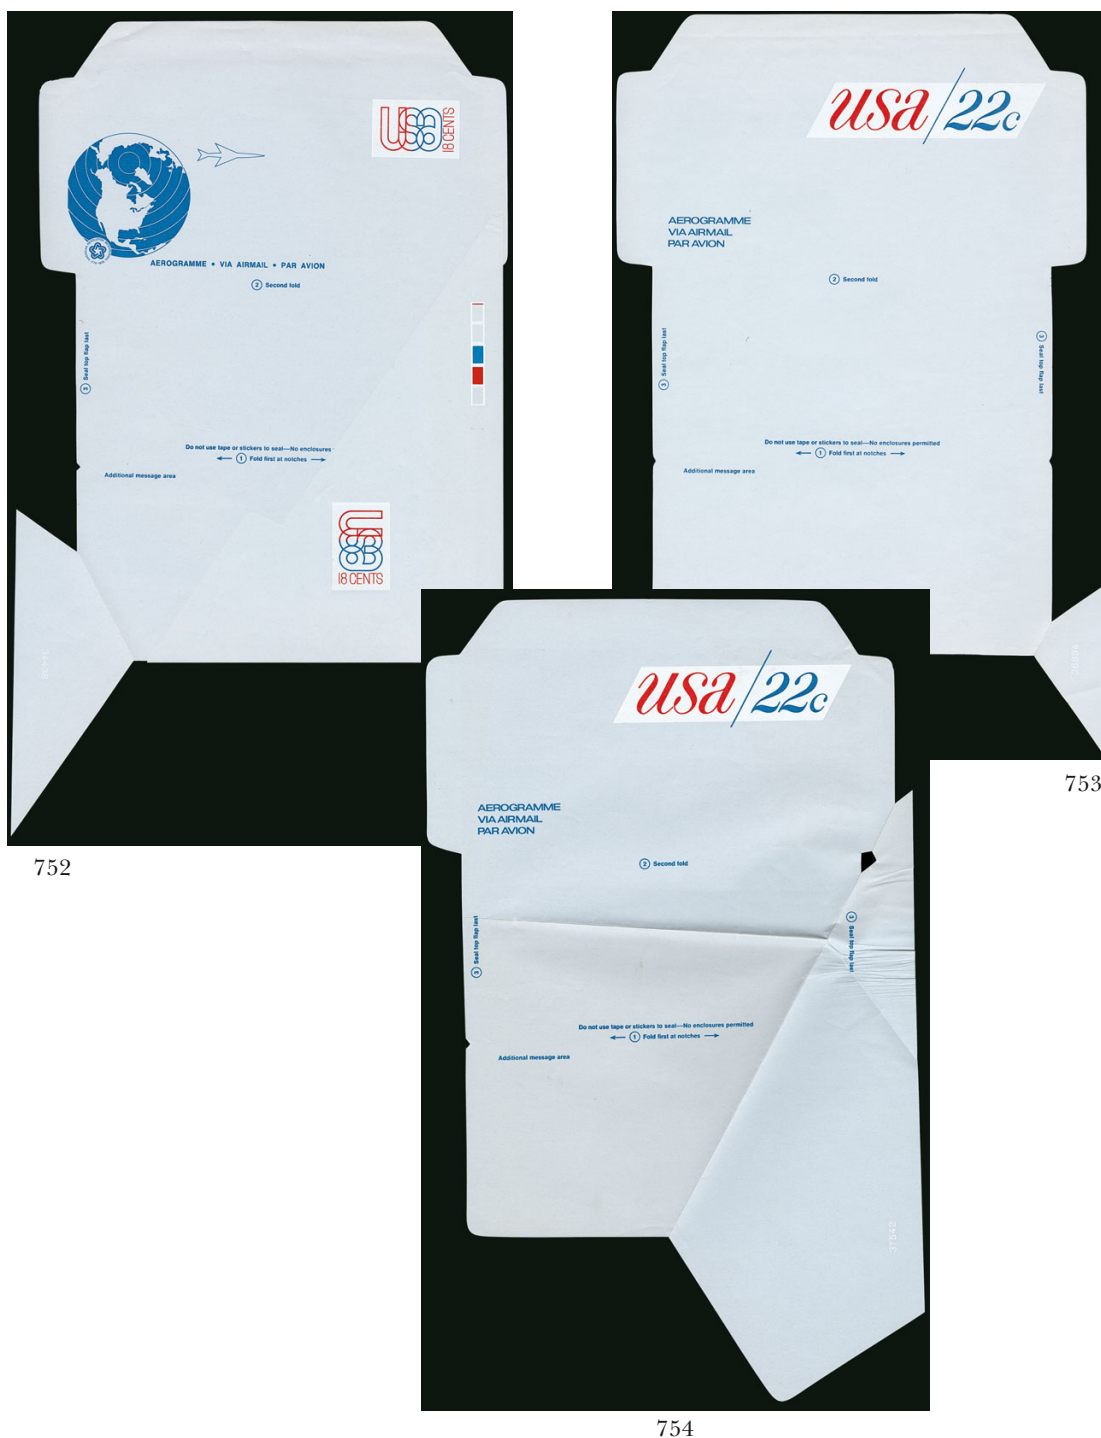 USA 18 CENTS
AEROGRAMME • VIA AIRMAIL • PAR AVION
2 Second fold
3 Seal top flap last
Do not use tape or stickers to seal—No enclosures
1 Fold first at notches
Additional message area
USA 18 CENTS
752
usa/22c
AEROGRAMME
VIA AIRMAIL
PAR AVION
2 Second fold
3 Seal top flap last
3 Seal top flap last
Do not use tape or stickers to seal—No enclosures permitted
1 Fold first at notches
Additional message area
753
usa/22c
AEROGRAMME
VIA AIRMAIL
PAR AVION
2 Second fold
3 Seal top flap last
3 Seal top flap last
Do not use tape or stickers to seal—No enclosures permitted
1 Fold first at notches
Additional message area
37542
754